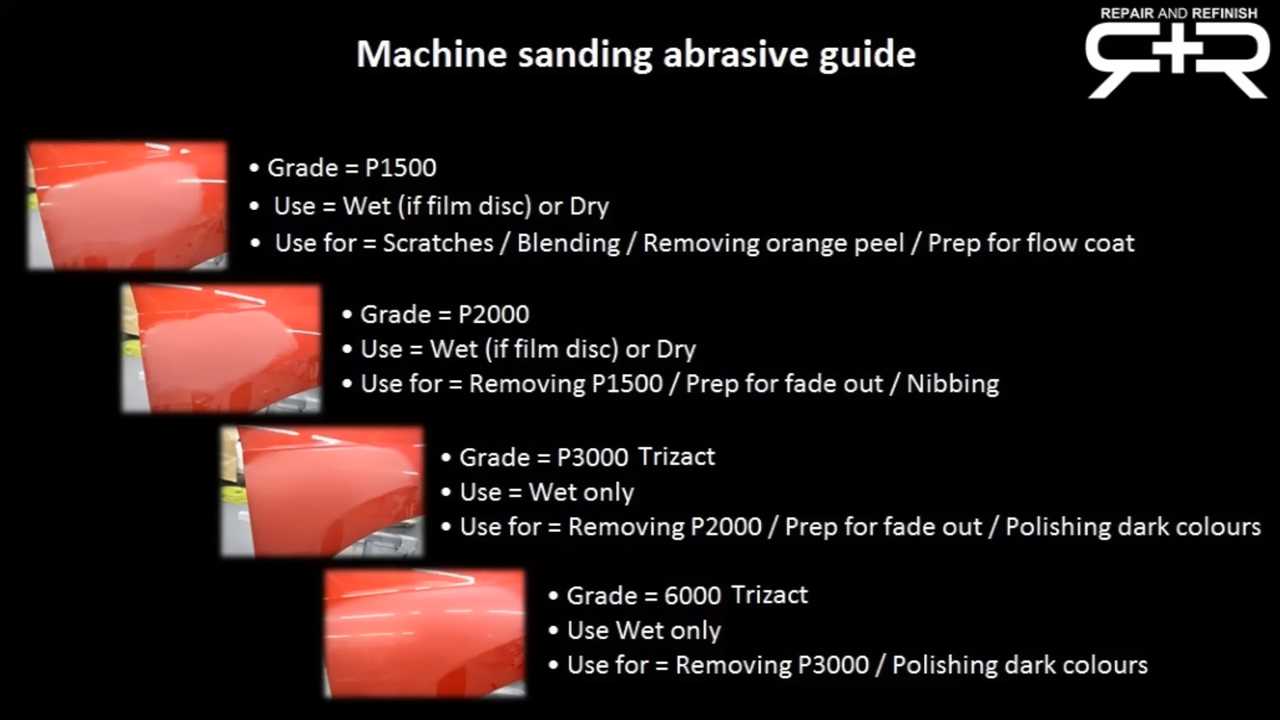 REPAIR AND REFINISH
R+R
Machine sanding abrasive guide
• Grade = P1500
• Use = Wet (if film disc) or Dry
• Use for = Scratches / Blending / Removing orange peel / Prep for flow coat
• Grade = P2000
• Use = Wet (if film disc) or Dry
• Use for = Removing P1500 / Prep for fade out / Nibbing
• Grade = P3000 Trizact
• Use = Wet only
• Use for = Removing P2000 / Prep for fade out / Polishing dark colours
• Grade = 6000 Trizact
• Use Wet only
• Use for = Removing P3000 / Polishing dark colours